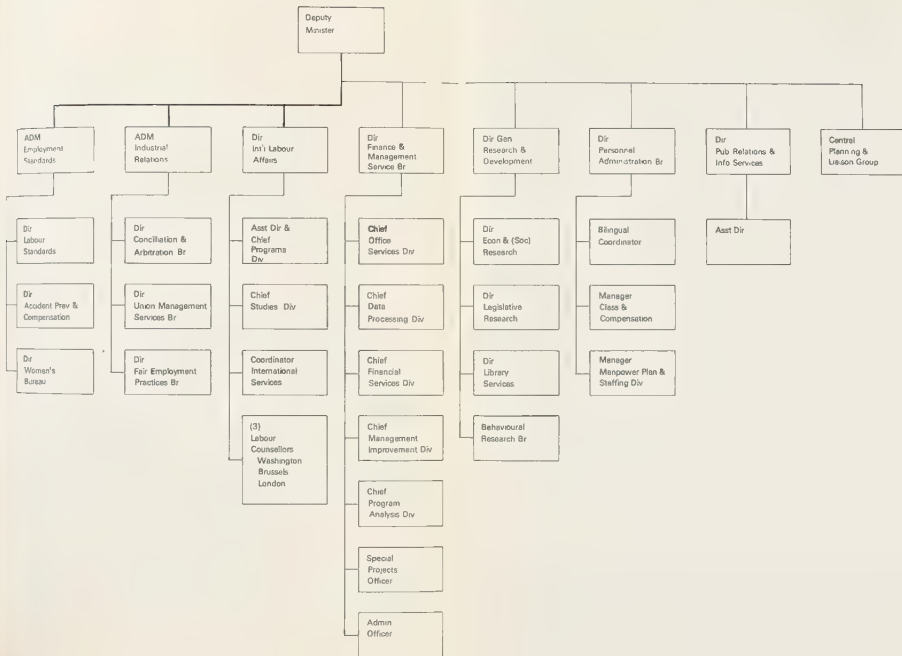 Deputy
Minister
ADM
Employment
Standards
ADM
Industrial
Relations
Dir
Int'l Labour
Affairs
Dir
Finance &
Management
Service Br
Dir Gen
Research &
Development
Dir
Personnel
Administration Br
Dir
Pub Relations &
Info Services
Central
Planning &
Liaison Group
Dir
Labour
Standards
Dir
Accident Prev &
Compensation
Dir
Women's
Bureau
Dir
Conciliation &
Arbitration Br
Dir
Union Management
Services Br
Dir
Fair Employment
Practices Br
Asst Dir &
Chief
Programs
Div
Chief
Studies Div
Coordinator
International
Services
(3)
Labour
Counsellors
Washington
Brussels
London
Chief
Office
Services Div
Chief
Data
Processing Div
Chief
Financial
Services Div
Chief
Management
Improvement Div
Chief
Program
Analysis Div
Special
Projects
Officer
Admin
Officer
Dir
Econ & (Soc)
Research
Dir
Legislative
Research
Dir
Library
Services
Behavioural
Research Br
Bilingual
Coordinator
Manager
Class &
Compensation
Manager
Manpower Plan &
Staffing Div
Asst Dir